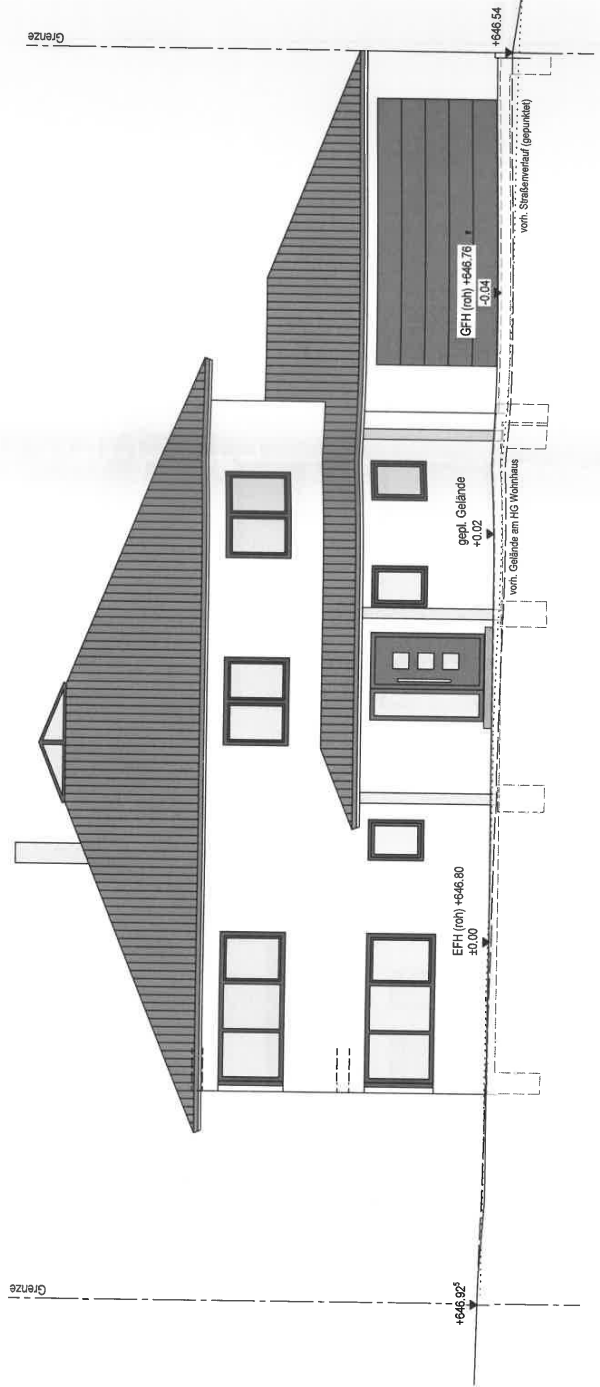 Grenze
+646.92⁵
EFH (roh) +646.80
±0.00
gepl. Gelände
+0.02
vorh. Gelände am HG Wohnhaus
GFH (roh) +646.76
-0.04
vorh. Straßenverlauf (gepunktet)
Grenze
+646.54